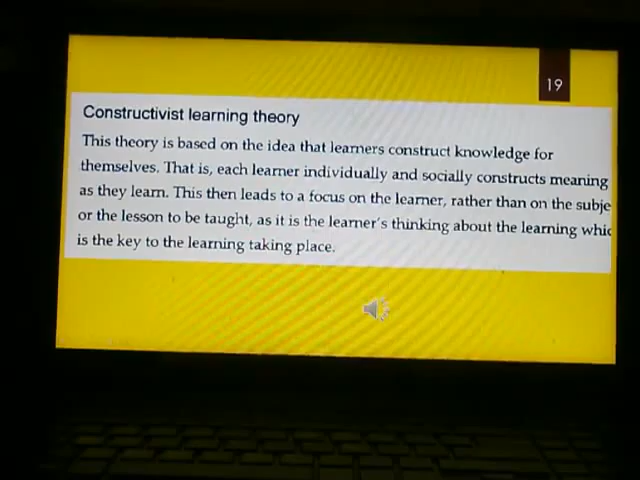 19
Constructivist learning theory
This theory is based on the idea that learners construct knowledge for
themselves. That is, each learner individually and socially constructs meaning
as they learn. This then leads to a focus on the learner, rather than on the subje
or the lesson to be taught, as it is the learner's thinking about the learning whic
is the key to the learning taking place.